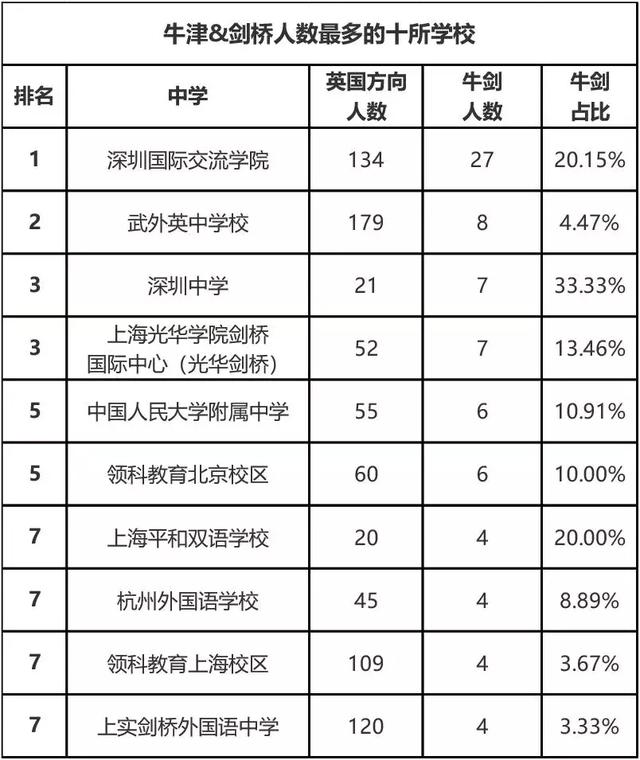 牛津&剑桥人数最多的十所学校
排名 中学 英国方向人数 牛剑人数 牛剑占比
1 深圳国际交流学院 134 27 20.15%
2 武外英中学校 179 8 4.47%
3 深圳中学 21 7 33.33%
3 上海光华学院剑桥国际中心（光华剑桥） 52 7 13.46%
5 中国人民大学附属中学 55 6 10.91%
5 领科教育北京校区 60 6 10.00%
7 上海平和双语学校 20 4 20.00%
7 杭州外国语学校 45 4 8.89%
7 领科教育上海校区 109 4 3.67%
7 上实剑桥外国语中学 120 4 3.33%